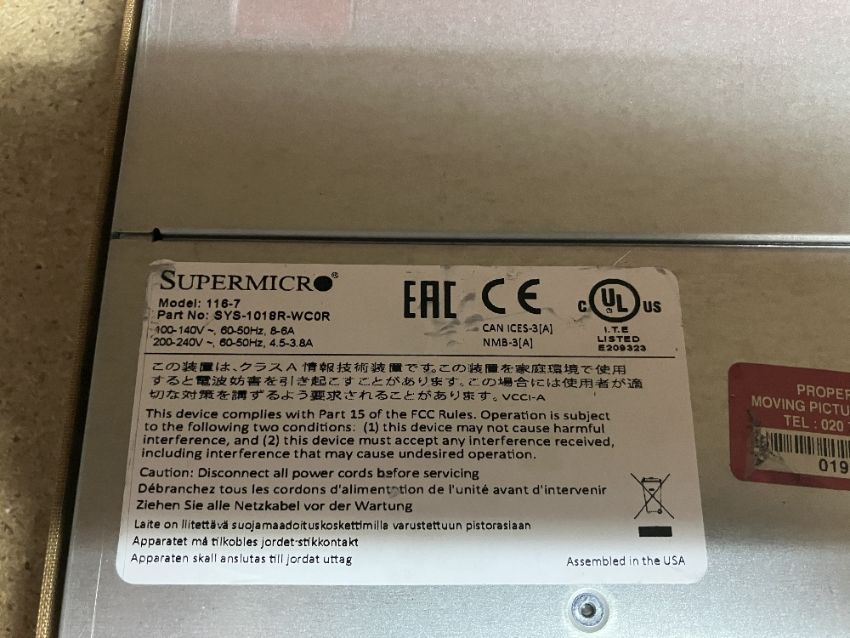 SUPERMICRO®
Model: 116-7
Part No: SYS-1018R-WC0R
100-140V ~, 60-50Hz, 8-6A
200-240V ~, 60-50Hz, 4.5-3.8A
EAC CE
CAN ICES-3[A]
NMB-3[A]
C UL US
I.T.E
LISTED
E209323
この装置は、クラスA情報技術装置です。この装置を家庭環境で使用
すると電波妨害を引き起こすことがあります。この場合には使用者が適
切な対策を講ずるよう要求されることがあります。VCCI-A
This device complies with Part 15 of the FCC Rules. Operation is subject
to the following two conditions: (1) this device may not cause harmful
interference, and (2) this device must accept any interference received,
including interference that may cause undesired operation.
Caution: Disconnect all power cords before servicing
Débranchez tous les cordons d'alimentation de l'unité avant d'intervenir
Ziehen Sie alle Netzkabel vor der Wartung
Laite on liitettävä suojamaadoituskoskettimilla varustettuun pistorasiaan
Apparatet må tilkobles jordet-stikkontakt
Apparaten skall anslutas till jordat uttag
Assembled in the USA
PROPER
MOVING PICTU
TEL : 020
019